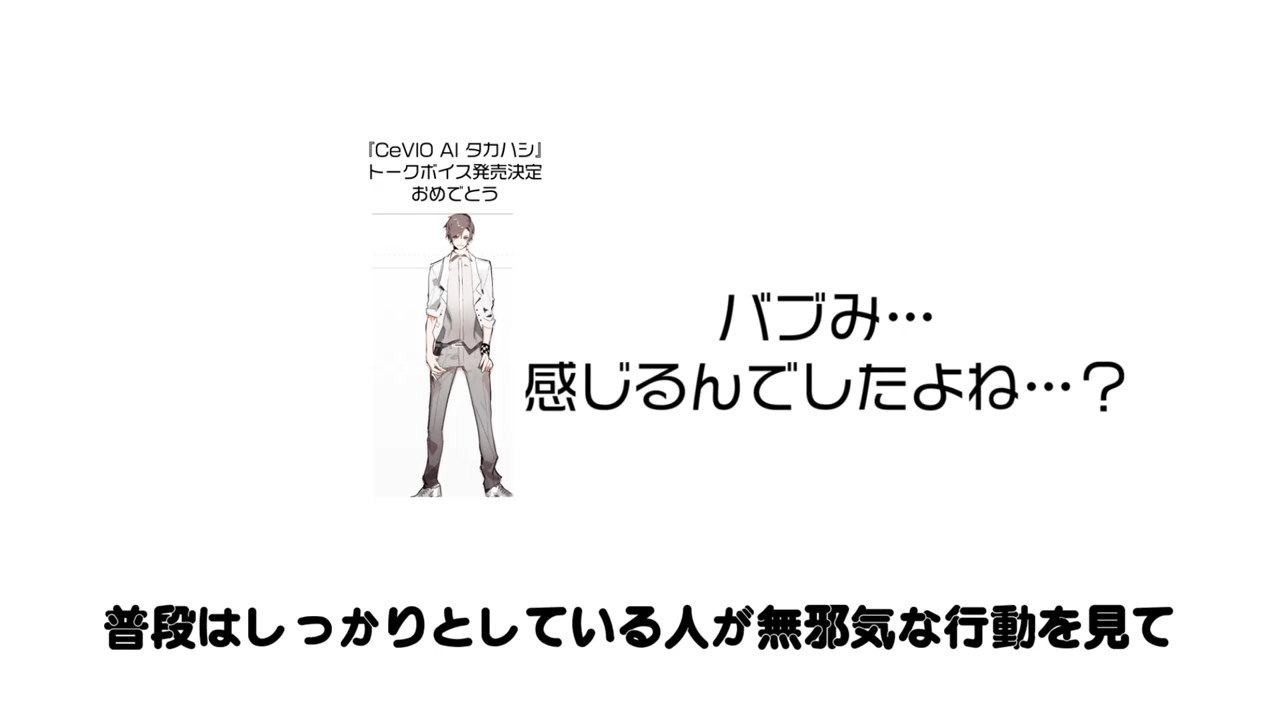 『CeVIO AI タカハシ』
トークボイス発売決定
おめでとう
バブみ…
感じるんでしたよね…？
普段はしっかりとしている人が無邪気な行動を見て